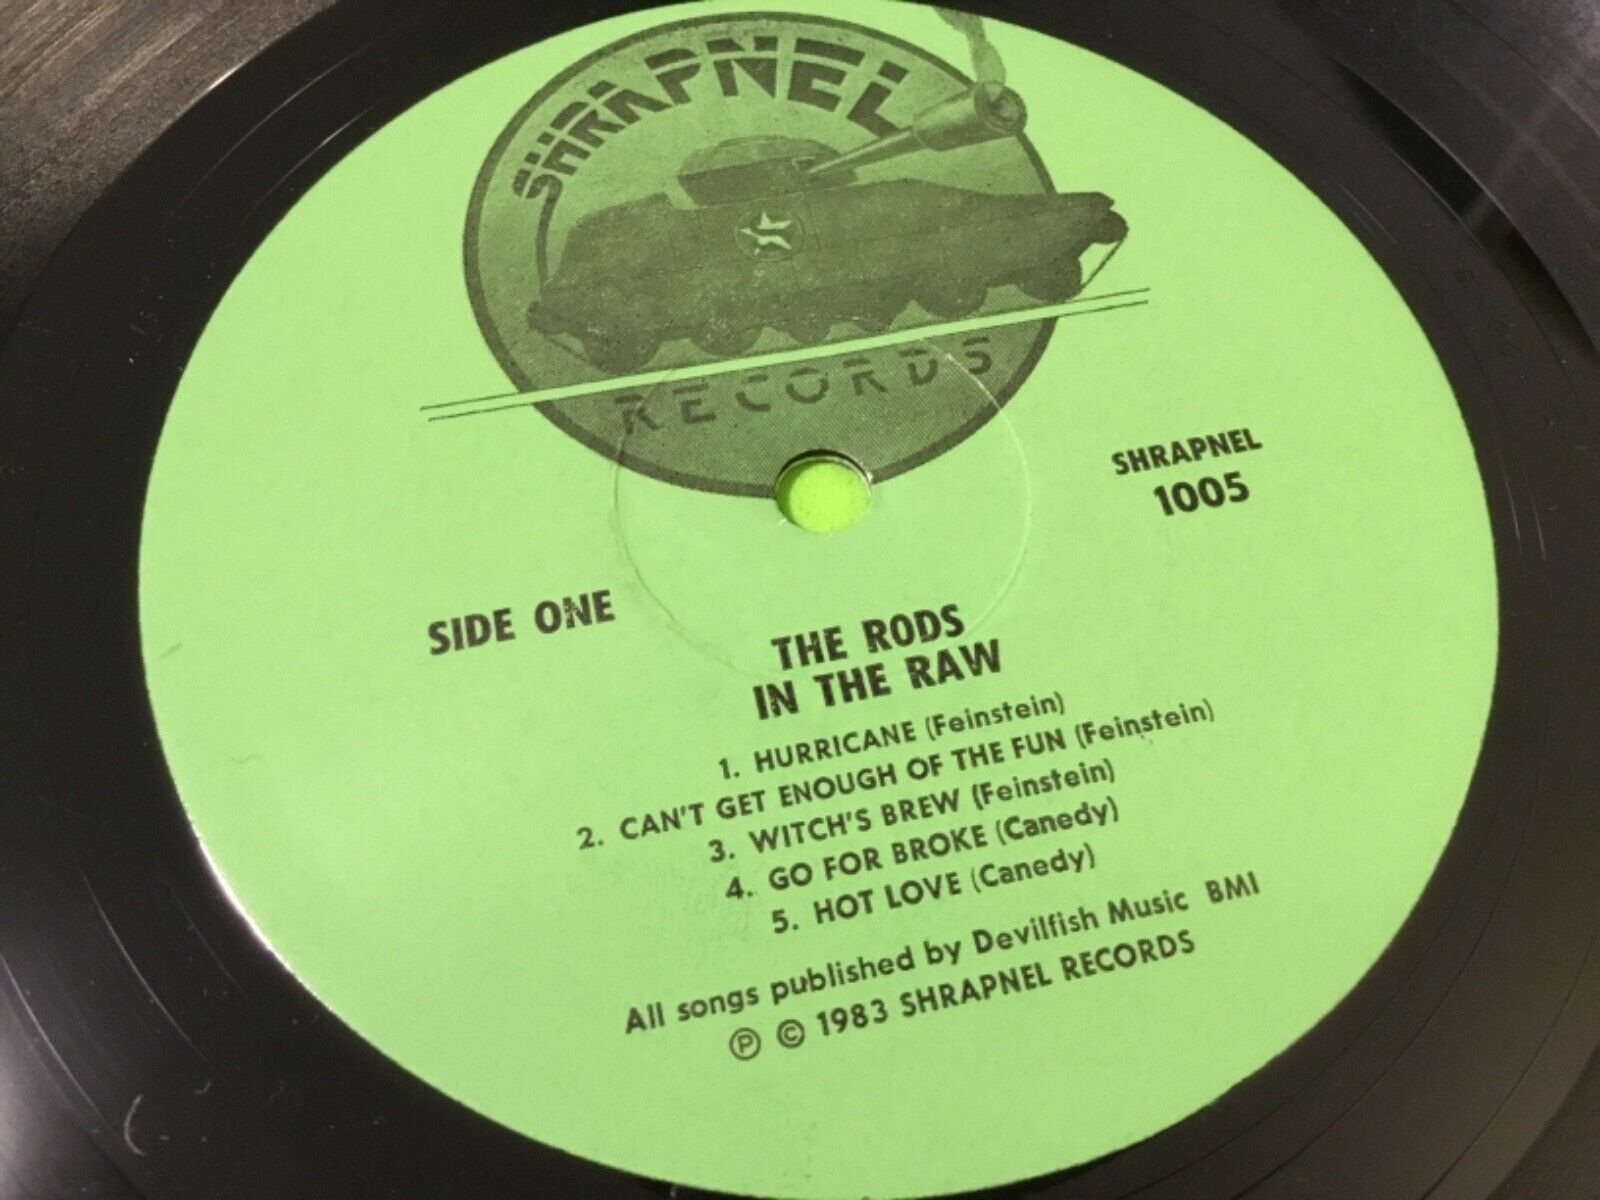 SHRAPNEL
RECORDS
SHRAPNEL
1005
SIDE ONE
THE RODS
IN THE RAW
1. HURRICANE (Feinstein)
2. CAN'T GET ENOUGH OF THE FUN (Feinstein)
3. WITCH'S BREW (Feinstein)
4. GO FOR BROKE (Canedy)
5. HOT LOVE (Canedy)
All songs published by Devilfish Music BMI
Ⓟ © 1983 SHRAPNEL RECORDS